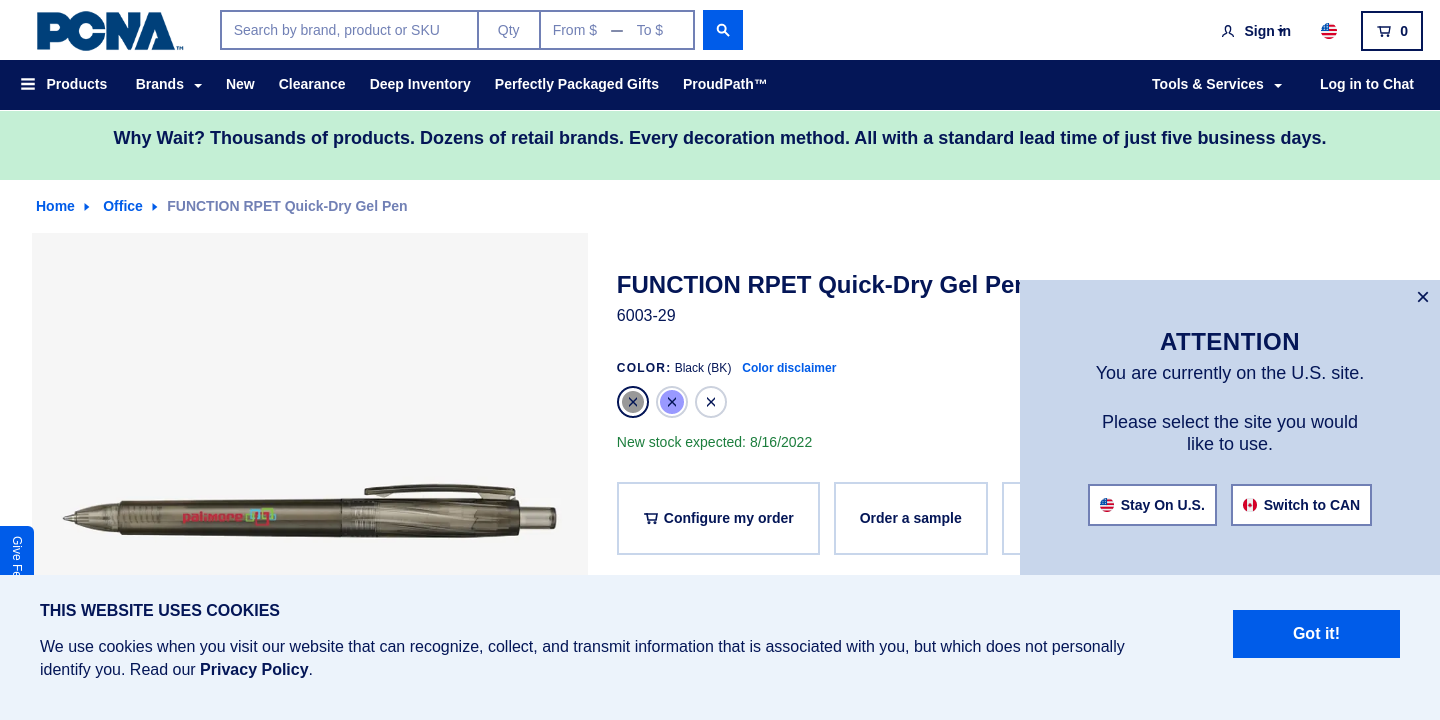 PCNA™
Search by brand, product or SKU
Qty
From $ — To $
Sign in
0
Products
Brands
New
Clearance
Deep Inventory
Perfectly Packaged Gifts
ProudPath™
Tools & Services
Log in to Chat
Why Wait? Thousands of products. Dozens of retail brands. Every decoration method. All with a standard lead time of just five business days.
Home
Office
FUNCTION RPET Quick-Dry Gel Pen
FUNCTION RPET Quick-Dry Gel Pen
6003-29
COLOR: Black (BK) Color disclaimer
New stock expected: 8/16/2022
Configure my order
Order a sample
palmore
ATTENTION
You are currently on the U.S. site.
Please select the site you would
like to use.
Stay On U.S.
Switch to CAN
Give
THIS WEBSITE USES COOKIES
We use cookies when you visit our website that can recognize, collect, and transmit information that is associated with you, but which does not personally
identify you. Read our Privacy Policy.
Got it!